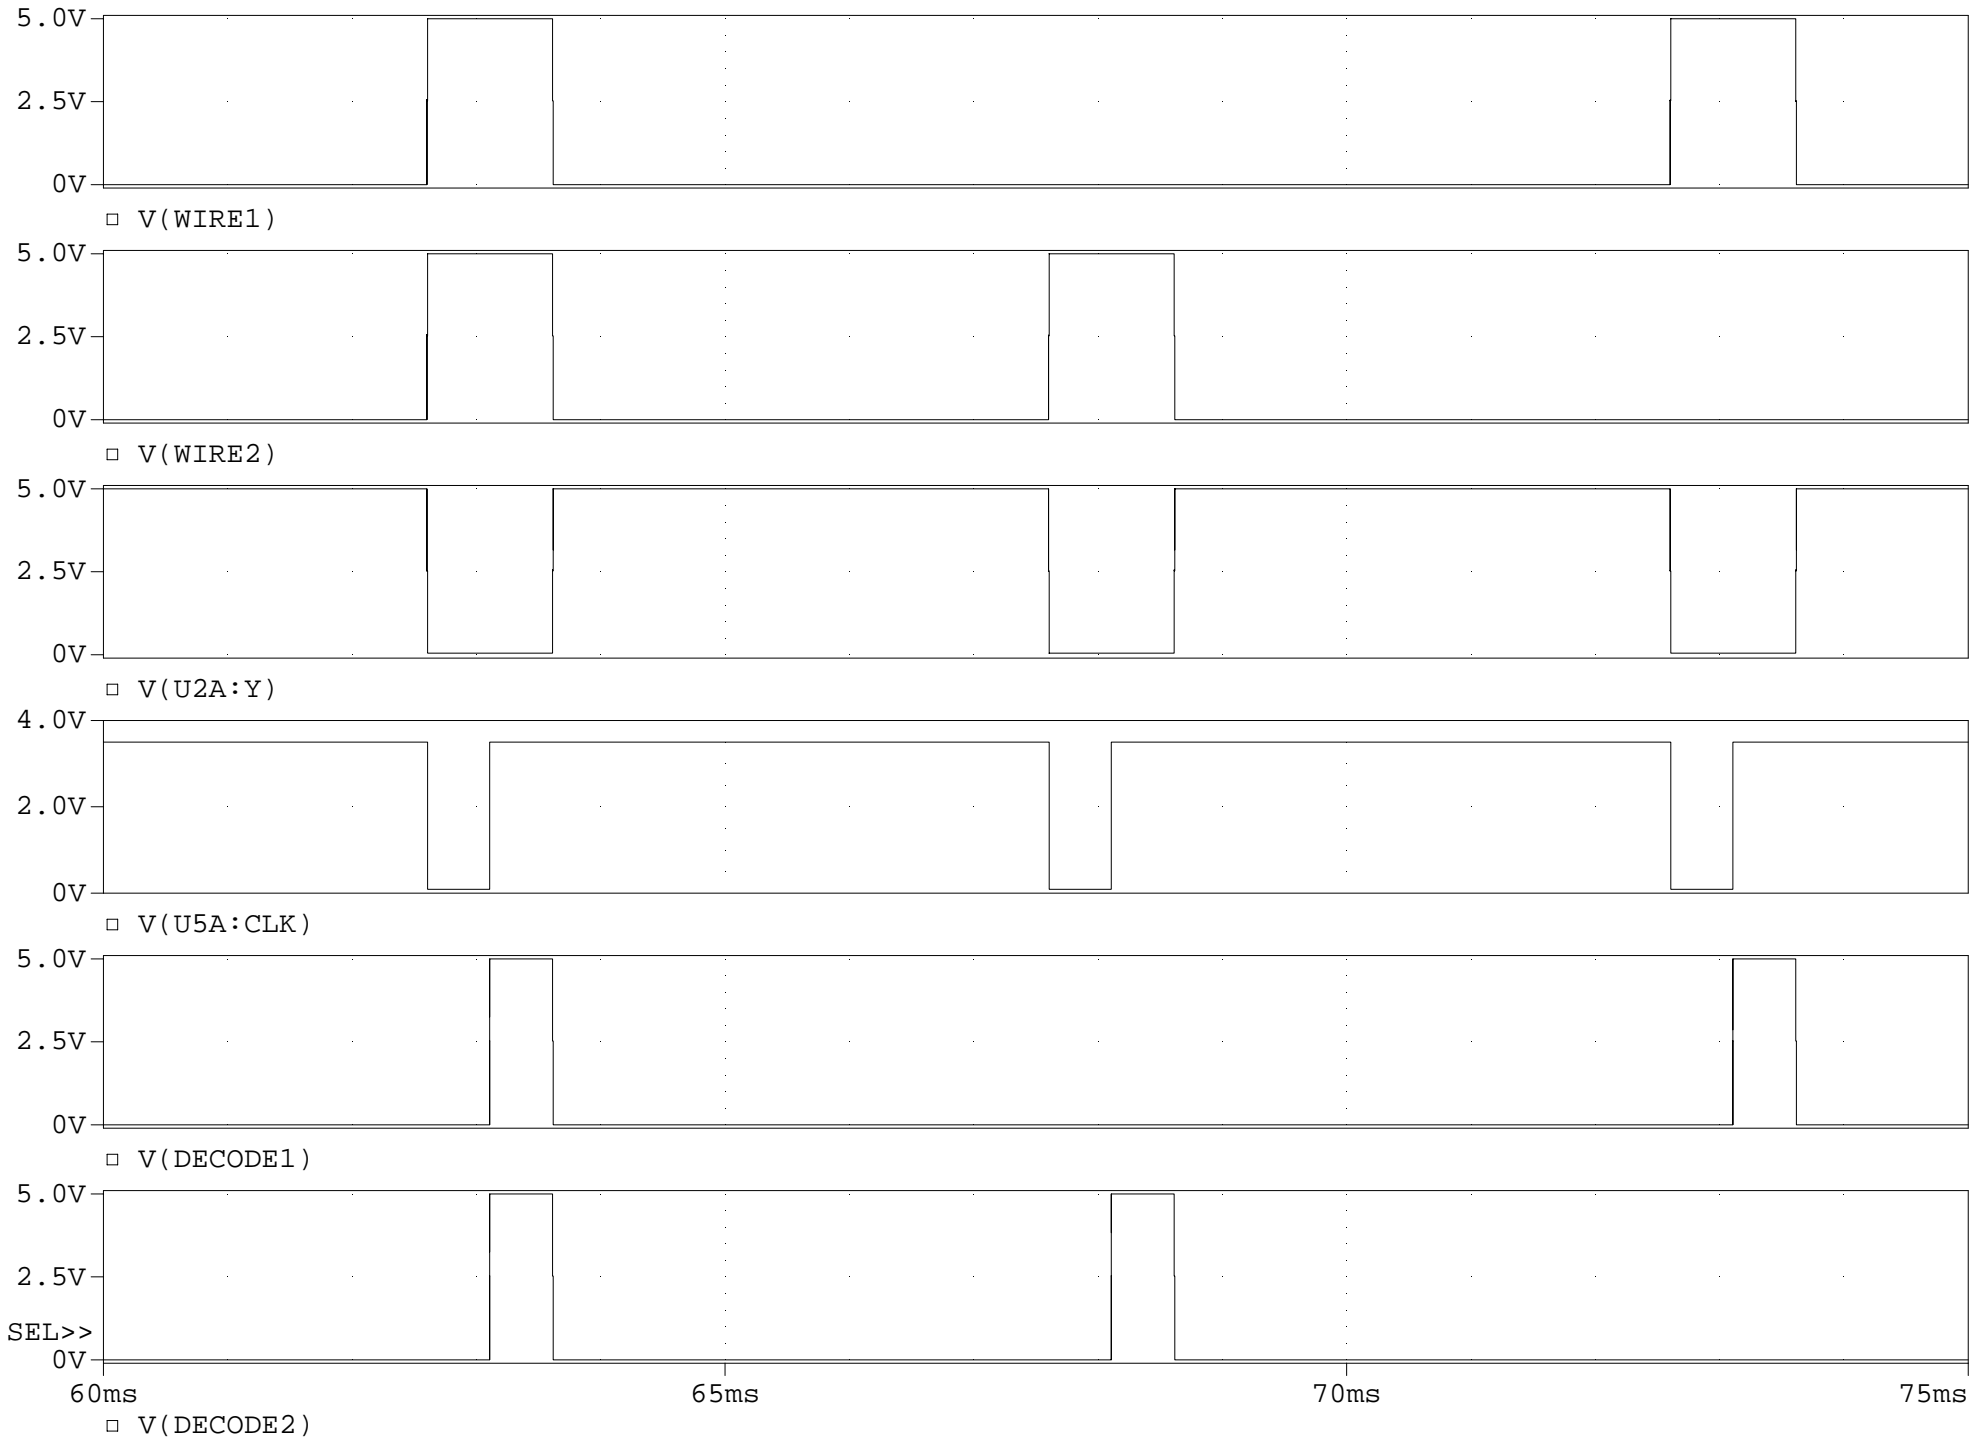 5.0V
2.5V
0V
V(WIRE1)
5.0V
2.5V
0V
V(WIRE2)
5.0V
2.5V
0V
V(U2A:Y)
4.0V
2.0V
0V
V(U5A:CLK)
5.0V
2.5V
0V
V(DECODE1)
5.0V
2.5V
SEL>>
0V
60ms 65ms 70ms 75ms
V(DECODE2)